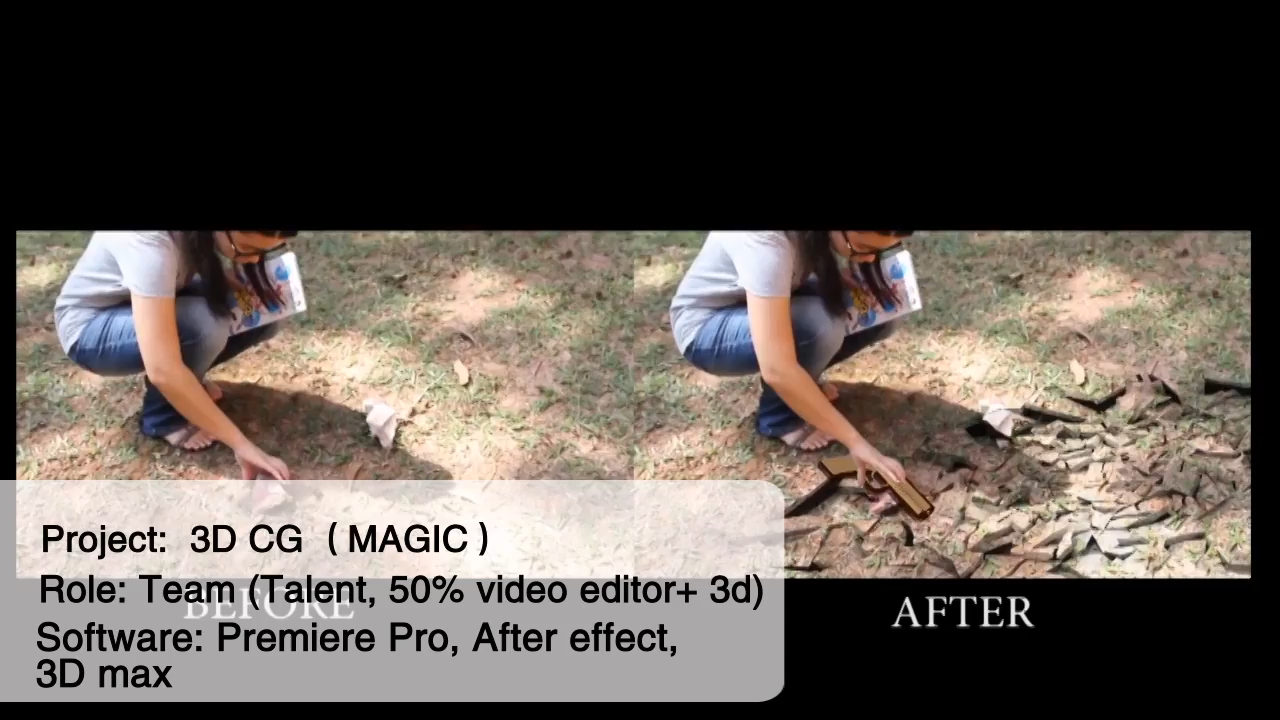 Project: 3D CG ( MAGIC )
Role: Team (Talent, 50% video editor+ 3d)
BEFORE
AFTER
Software: Premiere Pro, After effect,
3D max